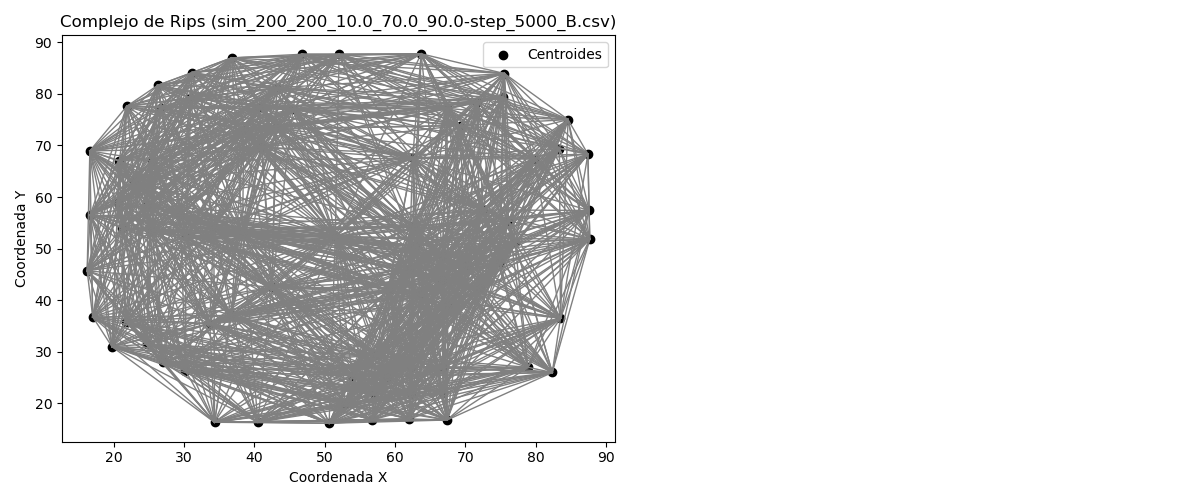 Complejo de Rips (sim_200_200_10.0_70.0_90.0-step_5000_B.csv)
Centroides
90
80
70
60
50
40
30
20
Coordenada Y
20 30 40 50 60 70 80 90
Coordenada X